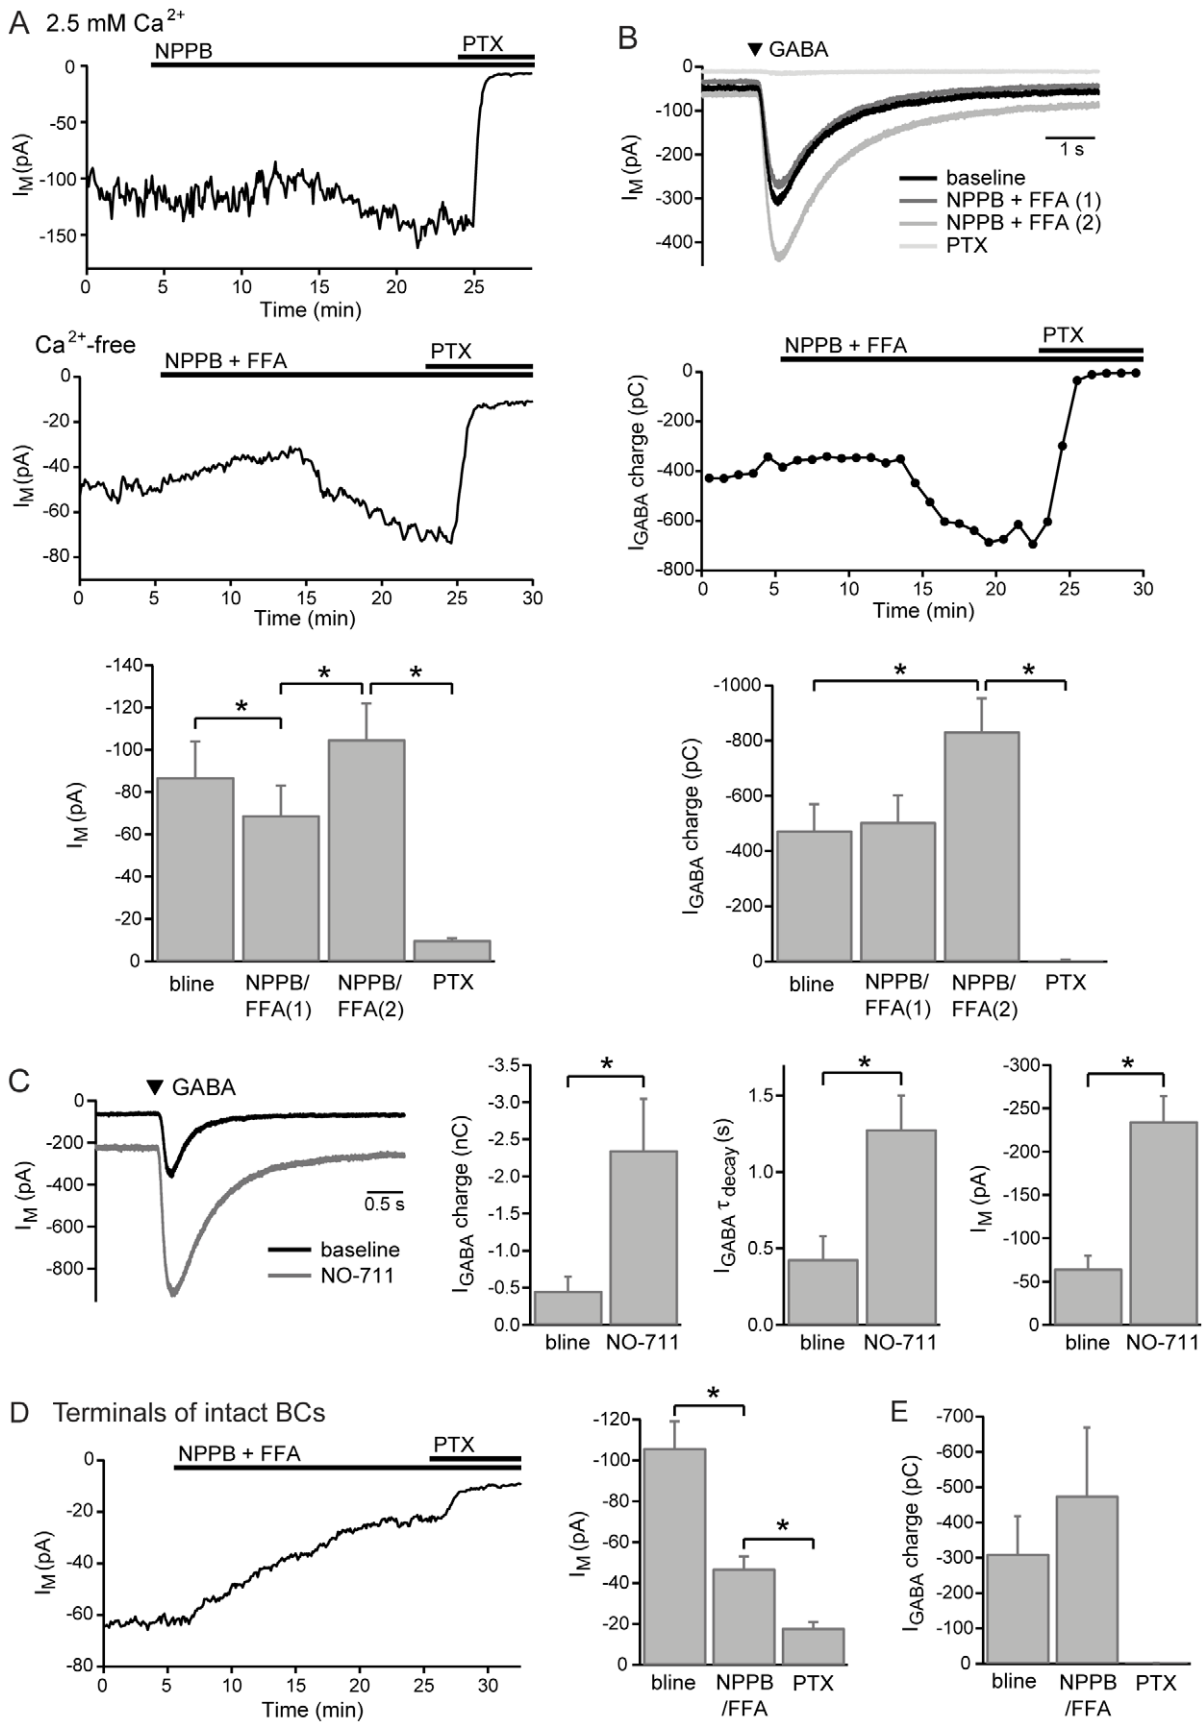 A 2.5 mM Ca2+
NPPB
PTX
0
-50
-100
-150
IM (pA)
0 5 10 15 20 25
Time (min)
Ca2+-free
NPPB + FFA
PTX
0
-20
-40
-60
-80
IM (pA)
0 5 10 15 20 25 30
Time (min)
-140
-120
-100
-80
-60
-40
-20
0
IM (pA)
* * *
bline NPPB/ NPPB/ PTX
FFA(1) FFA(2)
B
▼ GABA
0
-100
-200
-300
-400
IM (pA)
1 s
baseline
NPPB + FFA (1)
NPPB + FFA (2)
PTX
NPPB + FFA
PTX
0
-200
-400
-600
-800
IGABA charge (pC)
0 5 10 15 20 25 30
Time (min)
-1000
-800
-600
-400
-200
0
IGABA charge (pC)
* *
bline NPPB/ NPPB/ PTX
FFA(1) FFA(2)
C
▼ GABA
0
-200
-400
-600
-800
IM (pA)
0.5 s
baseline
NO-711
-3.5
-3.0
-2.5
-2.0
-1.5
-1.0
-0.5
0.0
IGABA charge (nC)
*
bline NO-711
1.5
1.0
0.5
0.0
IGABA τ decay (s)
*
bline NO-711
-300
-250
-200
-150
-100
-50
0
IM (pA)
*
bline NO-711
D Terminals of intact BCs
NPPB + FFA
PTX
0
-20
-40
-60
-80
IM (pA)
0 5 10 15 20 25 30
Time (min)
-120
-100
-80
-60
-40
-20
0
IM (pA)
* *
bline NPPB PTX
/FFA
E
-700
-600
-500
-400
-300
-200
-100
0
IGABA charge (pC)
bline NPPB PTX
/FFA